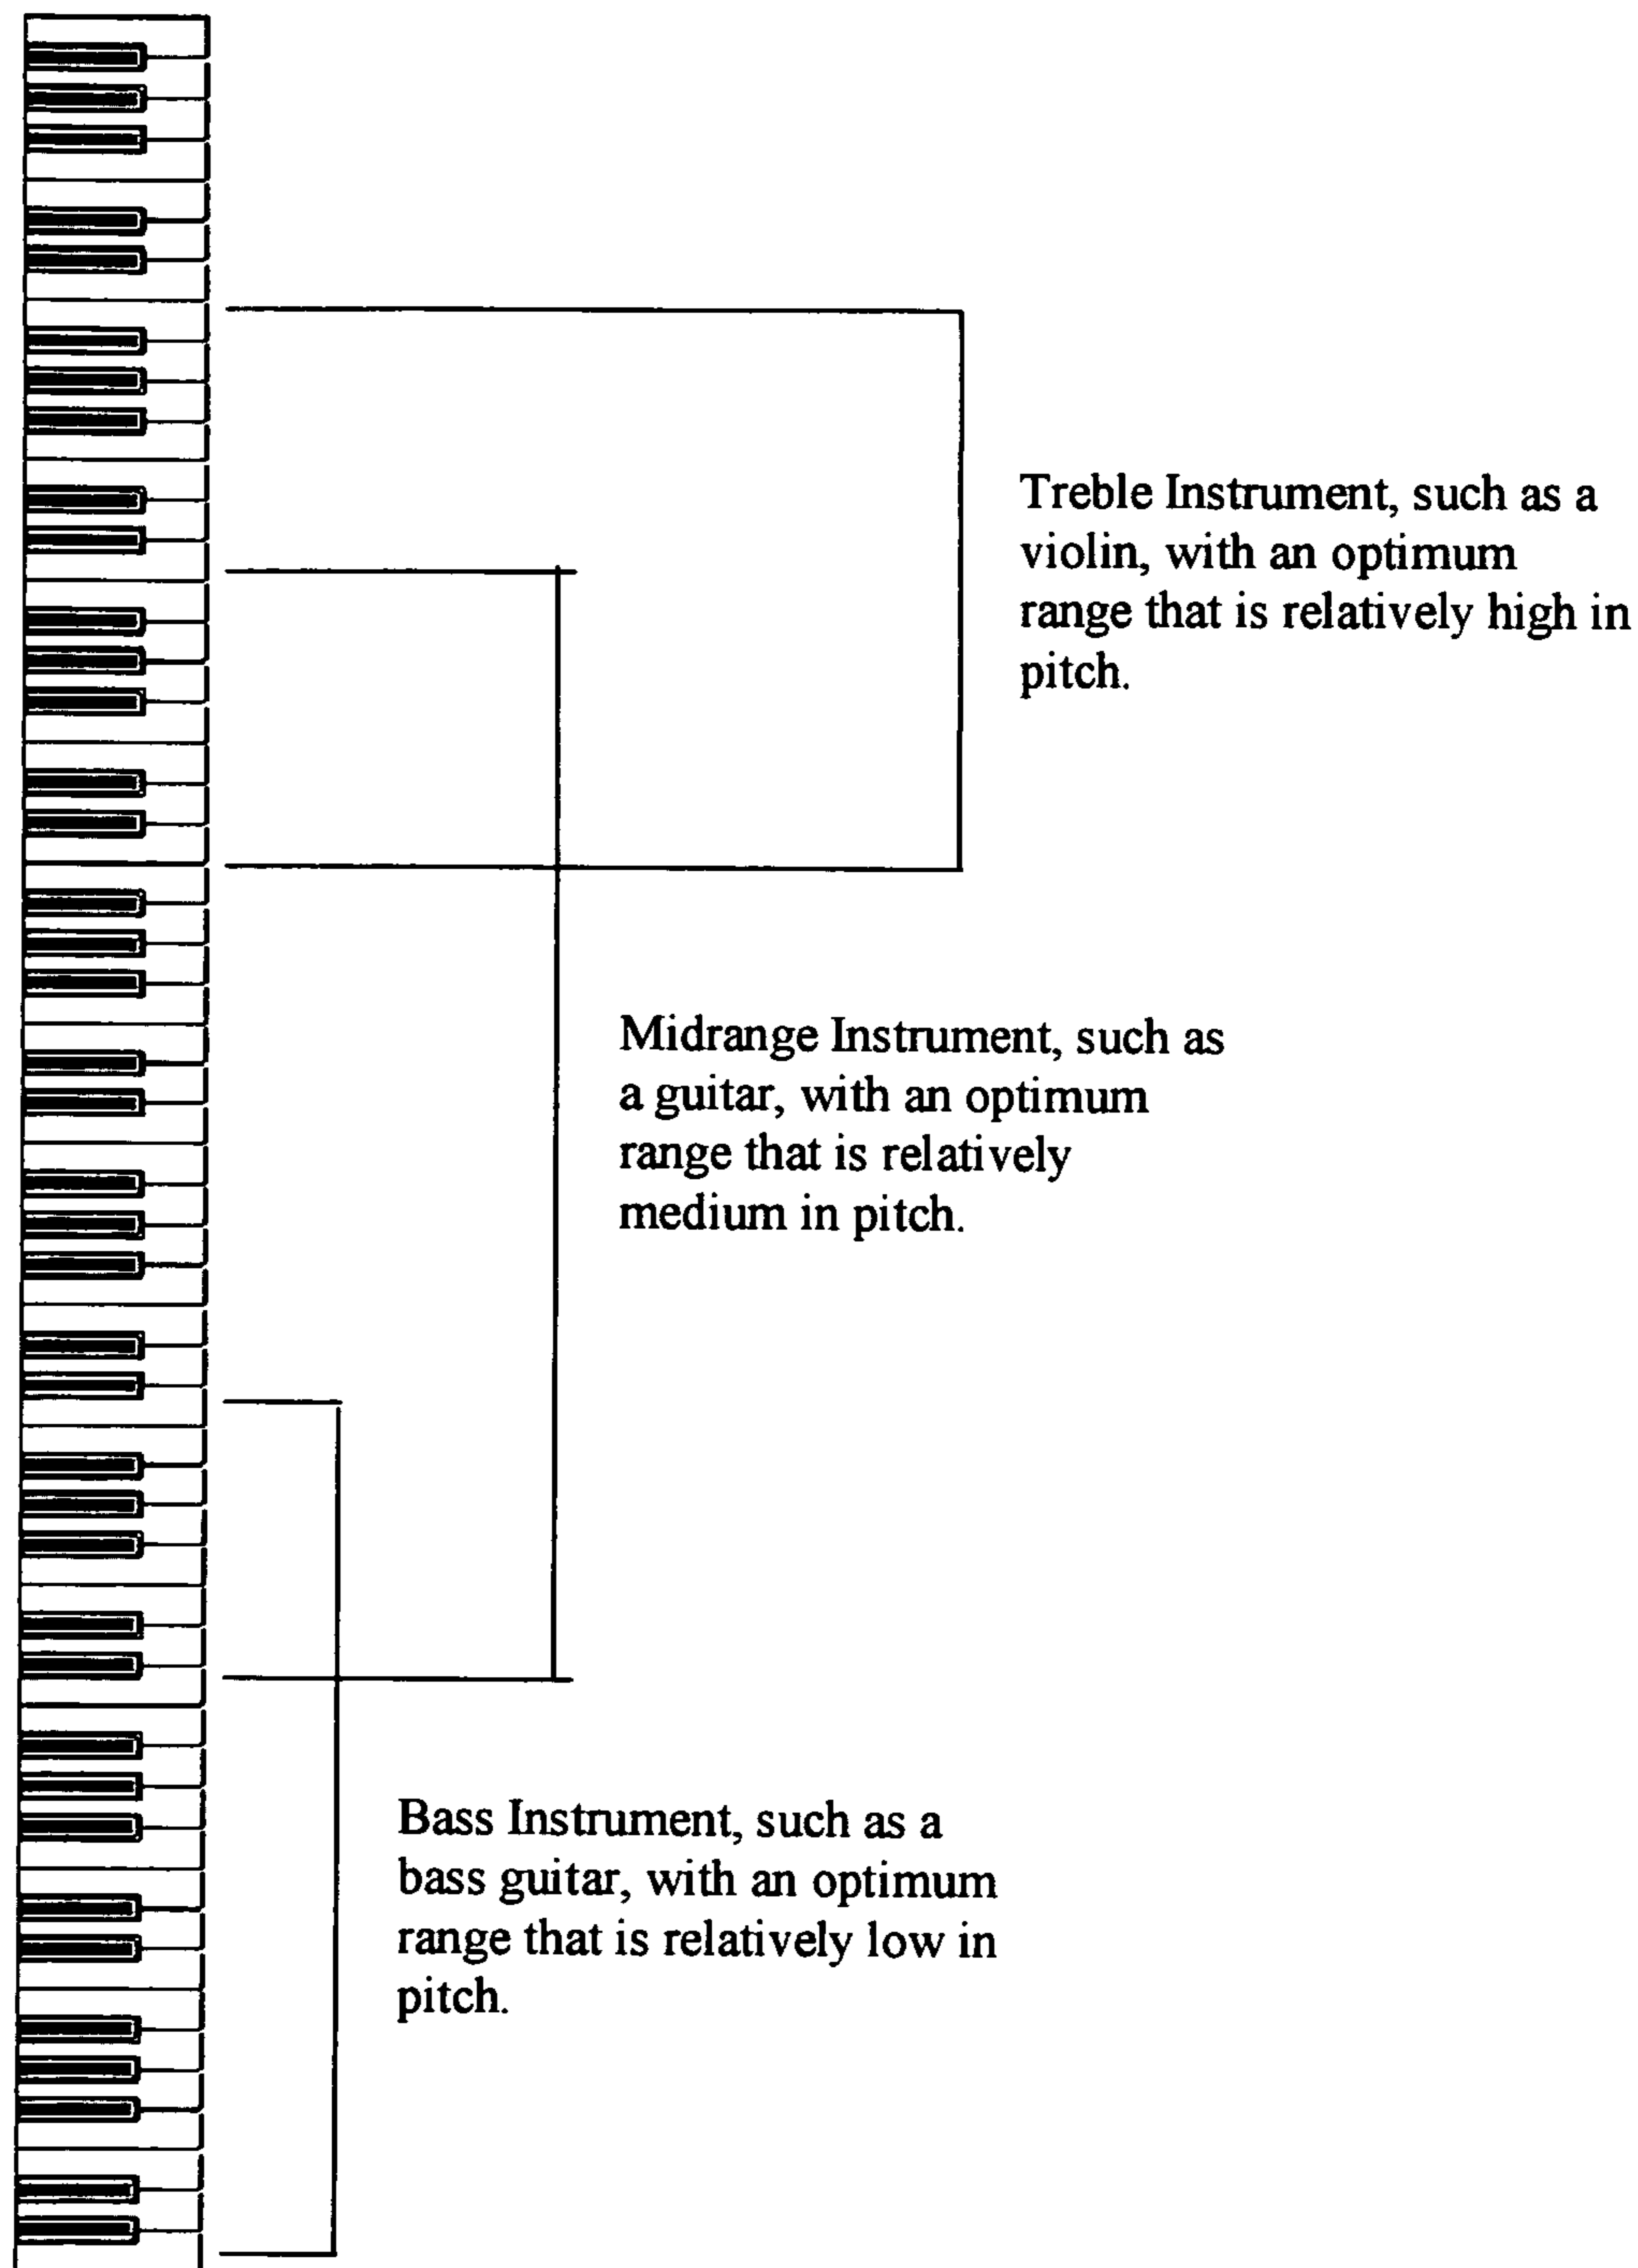 Treble Instrument, such as a
violin, with an optimum
range that is relatively high in
pitch.
Midrange Instrument, such as
a guitar, with an optimum
range that is relatively
medium in pitch.
Bass Instrument, such as a
bass guitar, with an optimum
range that is relatively low in
pitch.